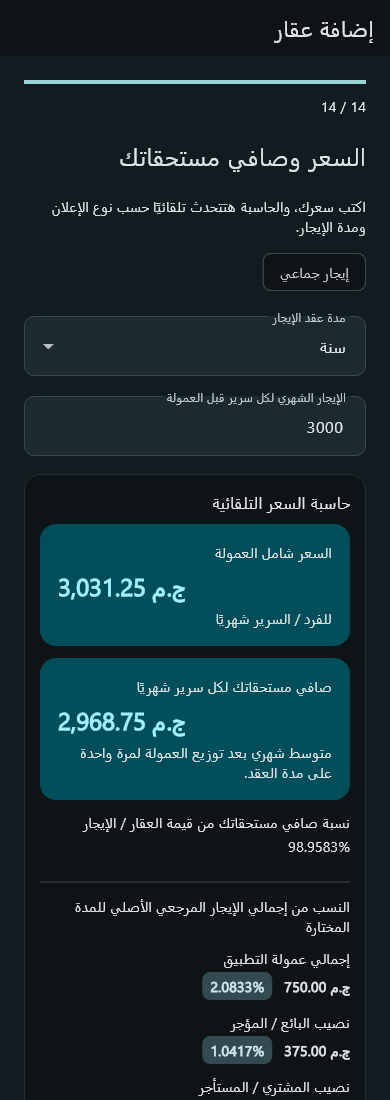 إضافة عقار
14 / 14
السعر وصافي مستحقاتك
اكتب سعرك، والحاسبة هتتحدث تلقائيًا حسب نوع الإعلان
ومدة الإيجار.
إيجار جماعي
مدة عقد الإيجار
سنة
الإيجار الشهري لكل سرير قبل العمولة
3000
حاسبة السعر التلقائية
السعر شامل العمولة
3,031.25 ج.م
للفرد / السرير شهريًا
صافي مستحقاتك لكل سرير شهريًا
2,968.75 ج.م
متوسط شهري بعد توزيع العمولة لمرة واحدة
على مدة العقد.
نسبة صافي مستحقاتك من قيمة العقار / الإيجار
98.9583%
النسب من إجمالي الإيجار المرجعي الأصلي للمدة
المختارة
إجمالي عمولة التطبيق
750.00 ج.م 2.0833%
نصيب البائع / المؤجر
375.00 ج.م 1.0417%
نصيب المشتري / المستأجر